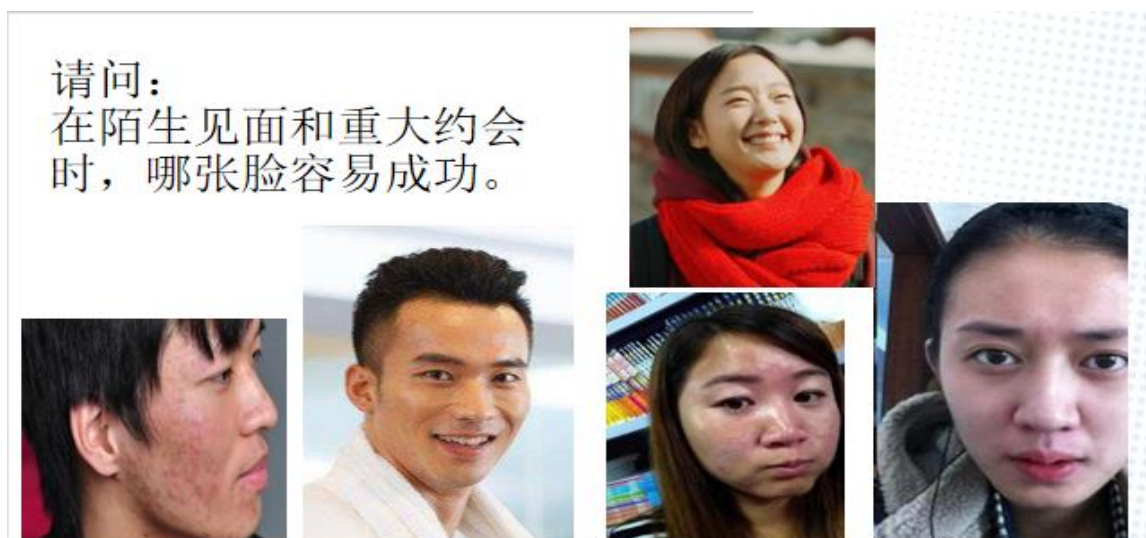 请问：
在陌生见面和重大约会
时，哪张脸容易成功。